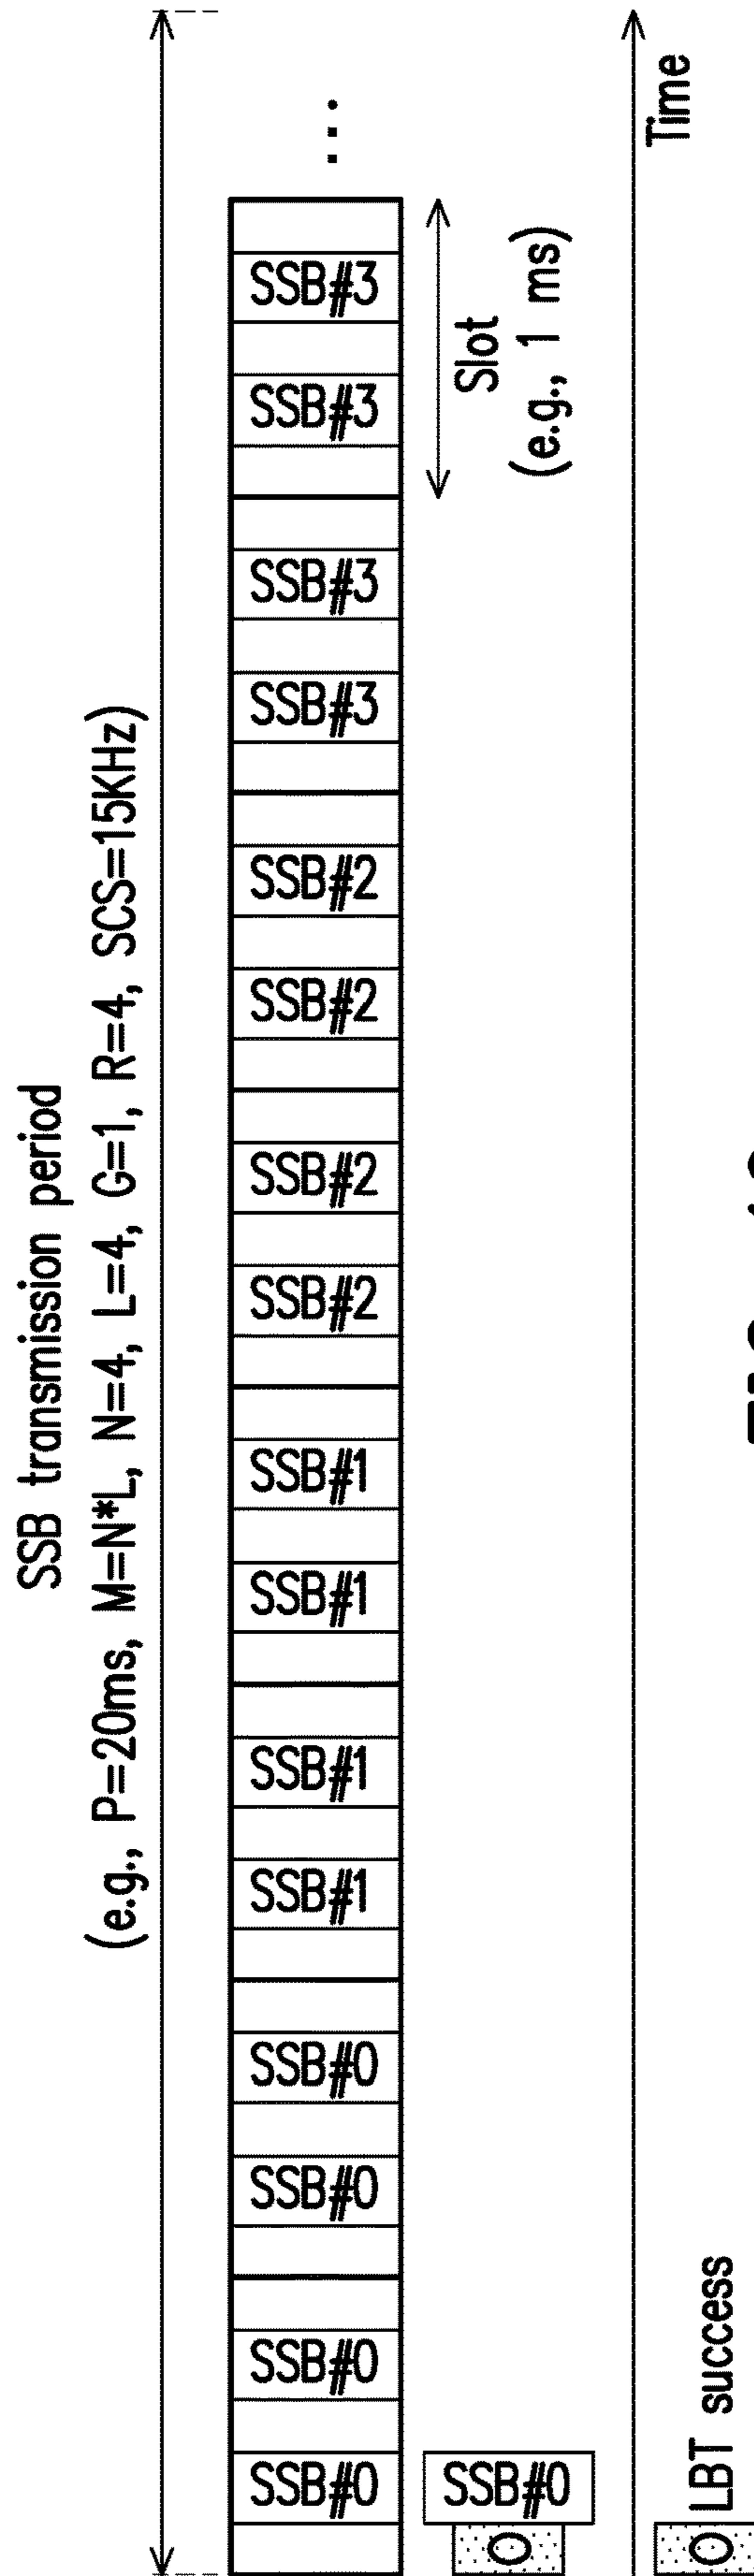 SSB transmission period
(e.g., P=20ms, M=N*L, N=4, L=4, G=1, R=4, SCS=15KHz)
SSB#0 SSB#0 SSB#0 SSB#0 SSB#1 SSB#1 SSB#1 SSB#1 SSB#2 SSB#2 SSB#2 SSB#2 SSB#3 SSB#3 SSB#3 SSB#3 ...
O SSB#0
Slot
(e.g., 1 ms)
Time
O LBT success